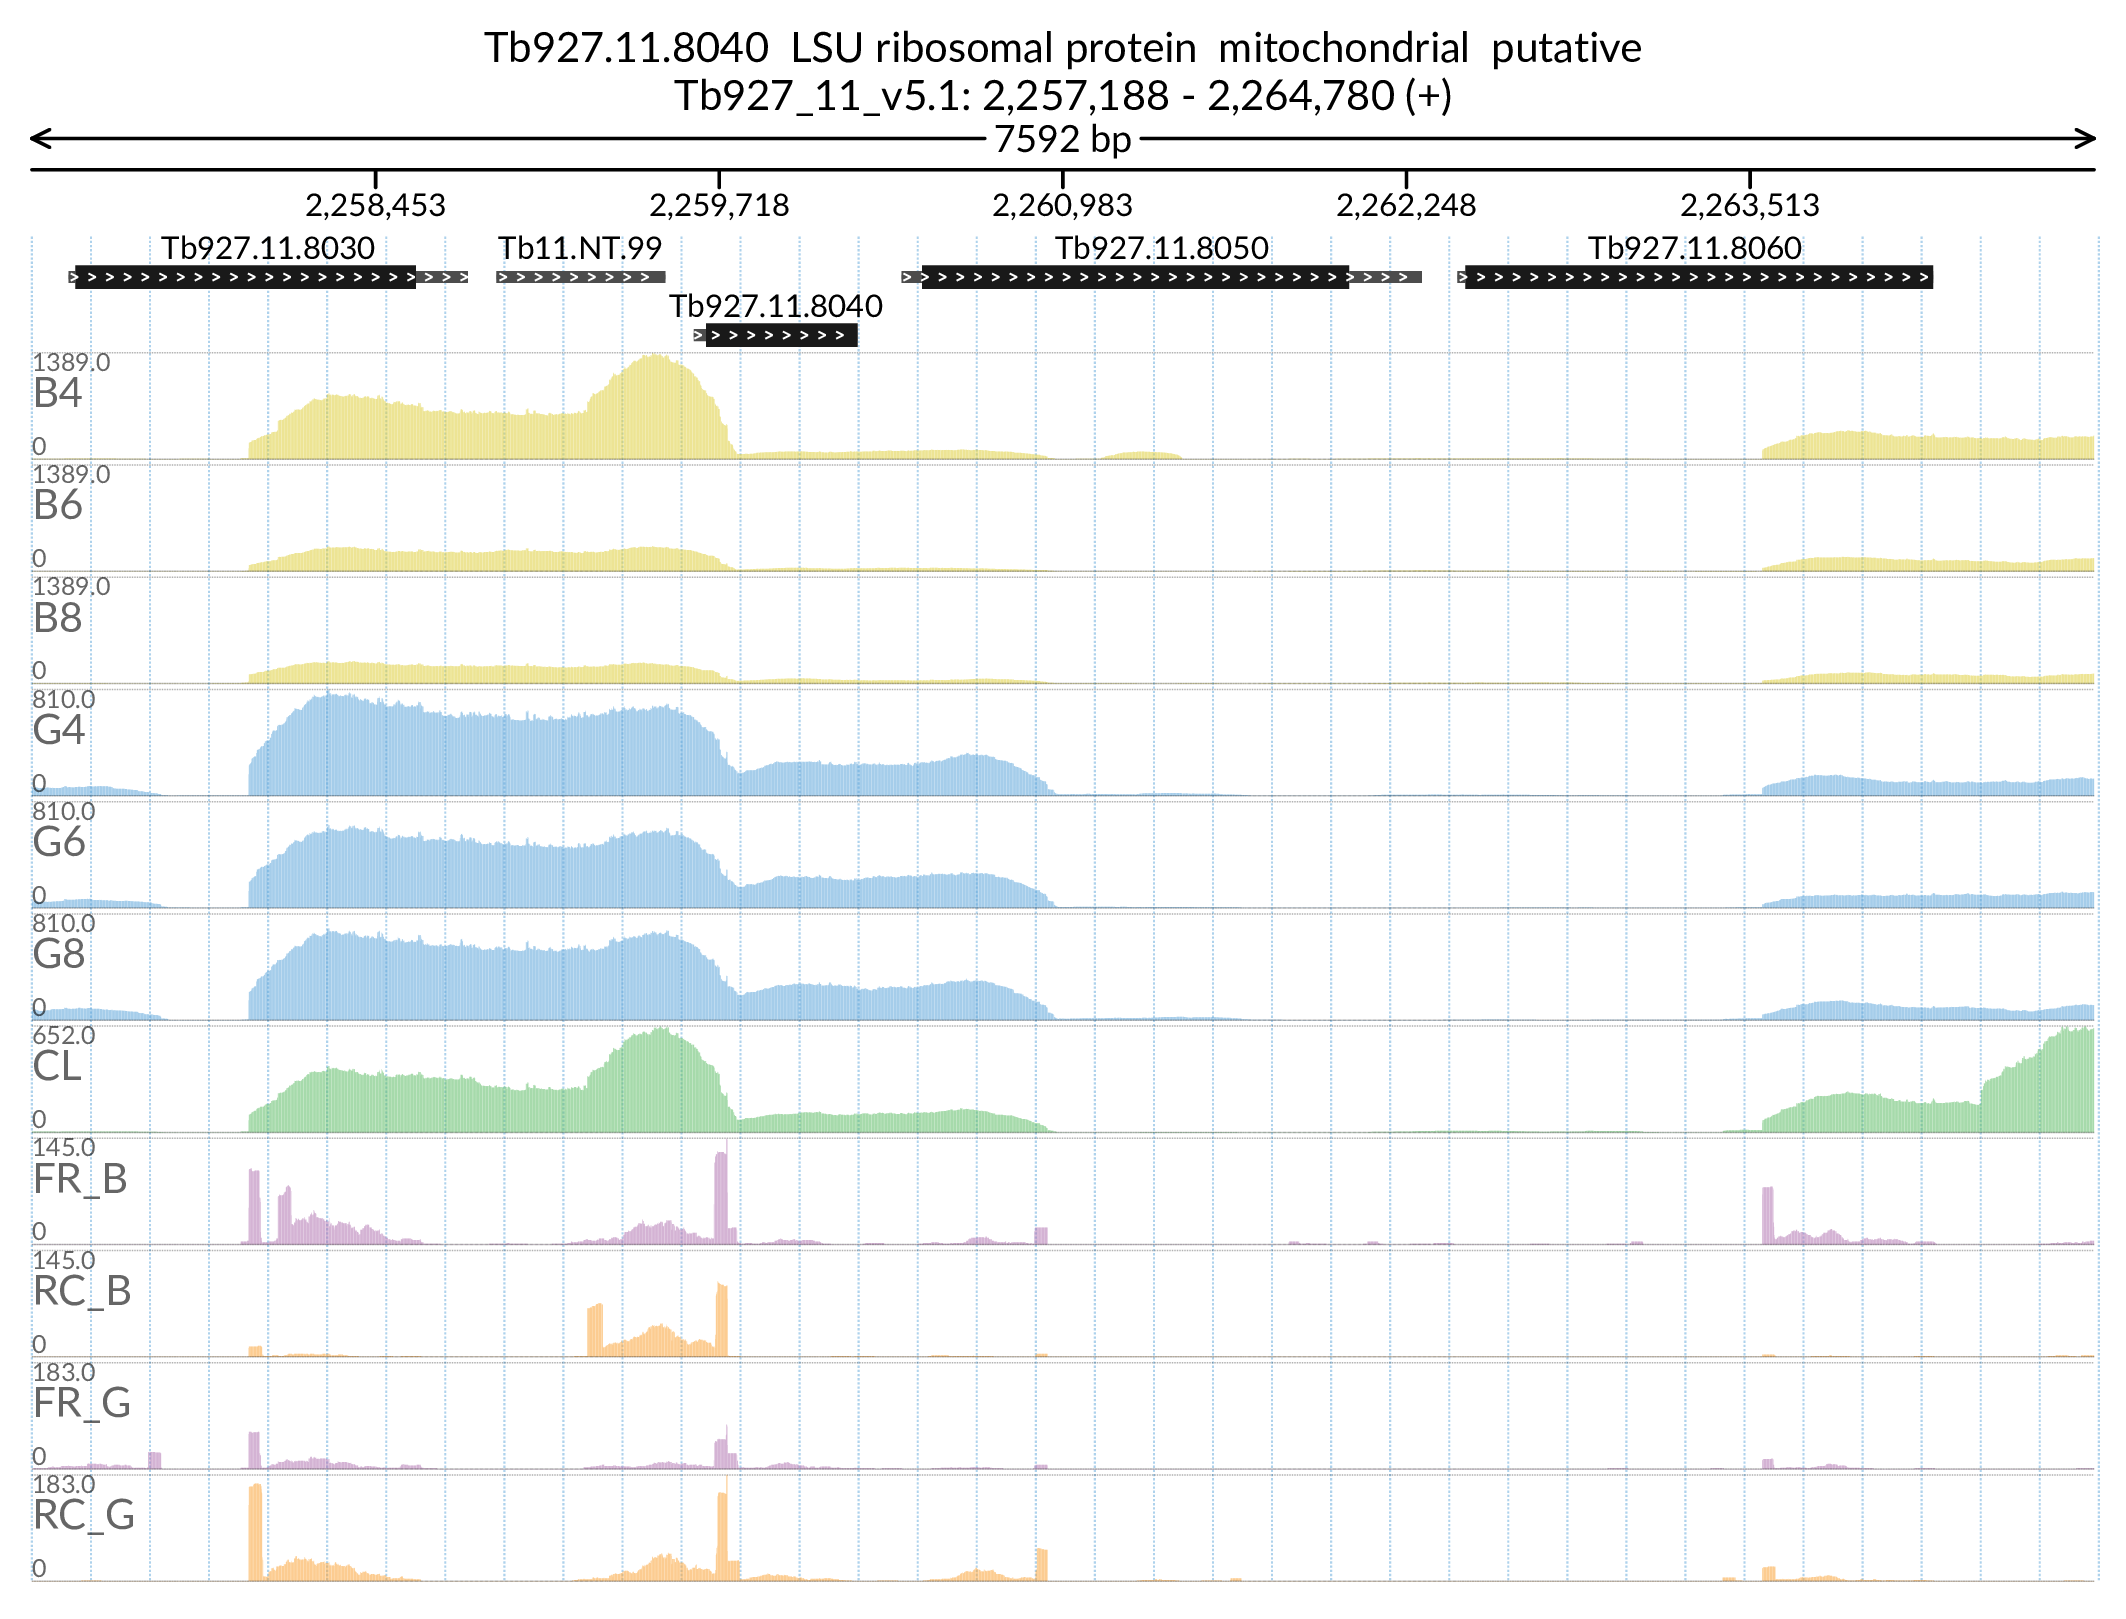 Tb927.11.8040 LSU ribosomal protein mitochondrial putative
Tb927_11_v5.1: 2,257,188 - 2,264,780 (+)
7592 bp
2,258,453 2,259,718 2,260,983 2,262,248 2,263,513
Tb927.11.8030 Tb11.NT.99 Tb927.11.8050 Tb927.11.8060
Tb927.11.8040
1389.0
B4
0
1389.0
B6
0
1389.0
B8
0
810.0
G4
0
810.0
G6
0
810.0
G8
0
652.0
CL
0
145.0
FR_B
0
145.0
RC_B
0
183.0
FR_G
0
183.0
RC_G
0